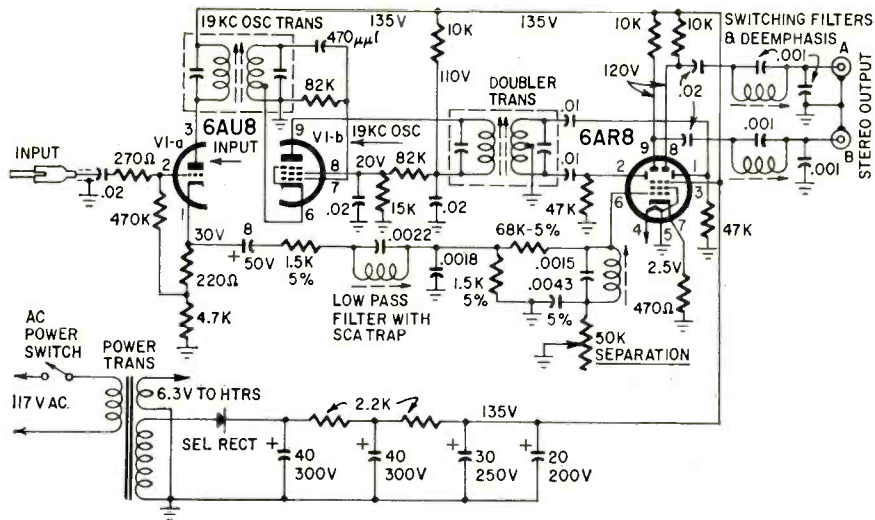 19KC OSC TRANS
470μμf
82K
135V
10K
110V
135V
10K
10K
120V
SWITCHING FILTERS
& DEEMPHASIS
.001
A
.02
.001
B
.001
STEREO OUTPUT
DOUBLER
TRANS
.01
.01
6AR8
9
8
1
2
3
6
4
5
7
47K
47K
2.5V
470Ω
INPUT
.02
270Ω
470K
3
V1-a
6AU8
INPUT
2
1
9
V1-b
19KC OSC
8
7
6
20V
82K
.02
15K
.02
30V
220Ω
4.7K
8
+
50V
1.5K
5%
.0022
LOW PASS
FILTER WITH
SCA TRAP
.0018
68K-5%
1.5K
5%
.0015
.0043
5%
50K
SEPARATION
AC
POWER
SWITCH
POWER
TRANS
117V AC.
6.3V TO HTRS
SEL RECT
2.2K
135V
+
40
300V
+
40
300V
+
30
250V
+
20
200V